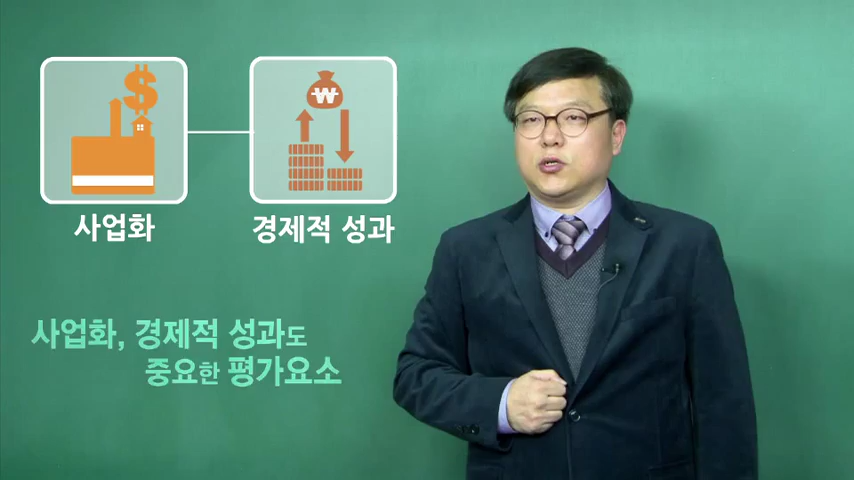 사업화
경제적 성과
사업화, 경제적 성과도
중요한 평가요소